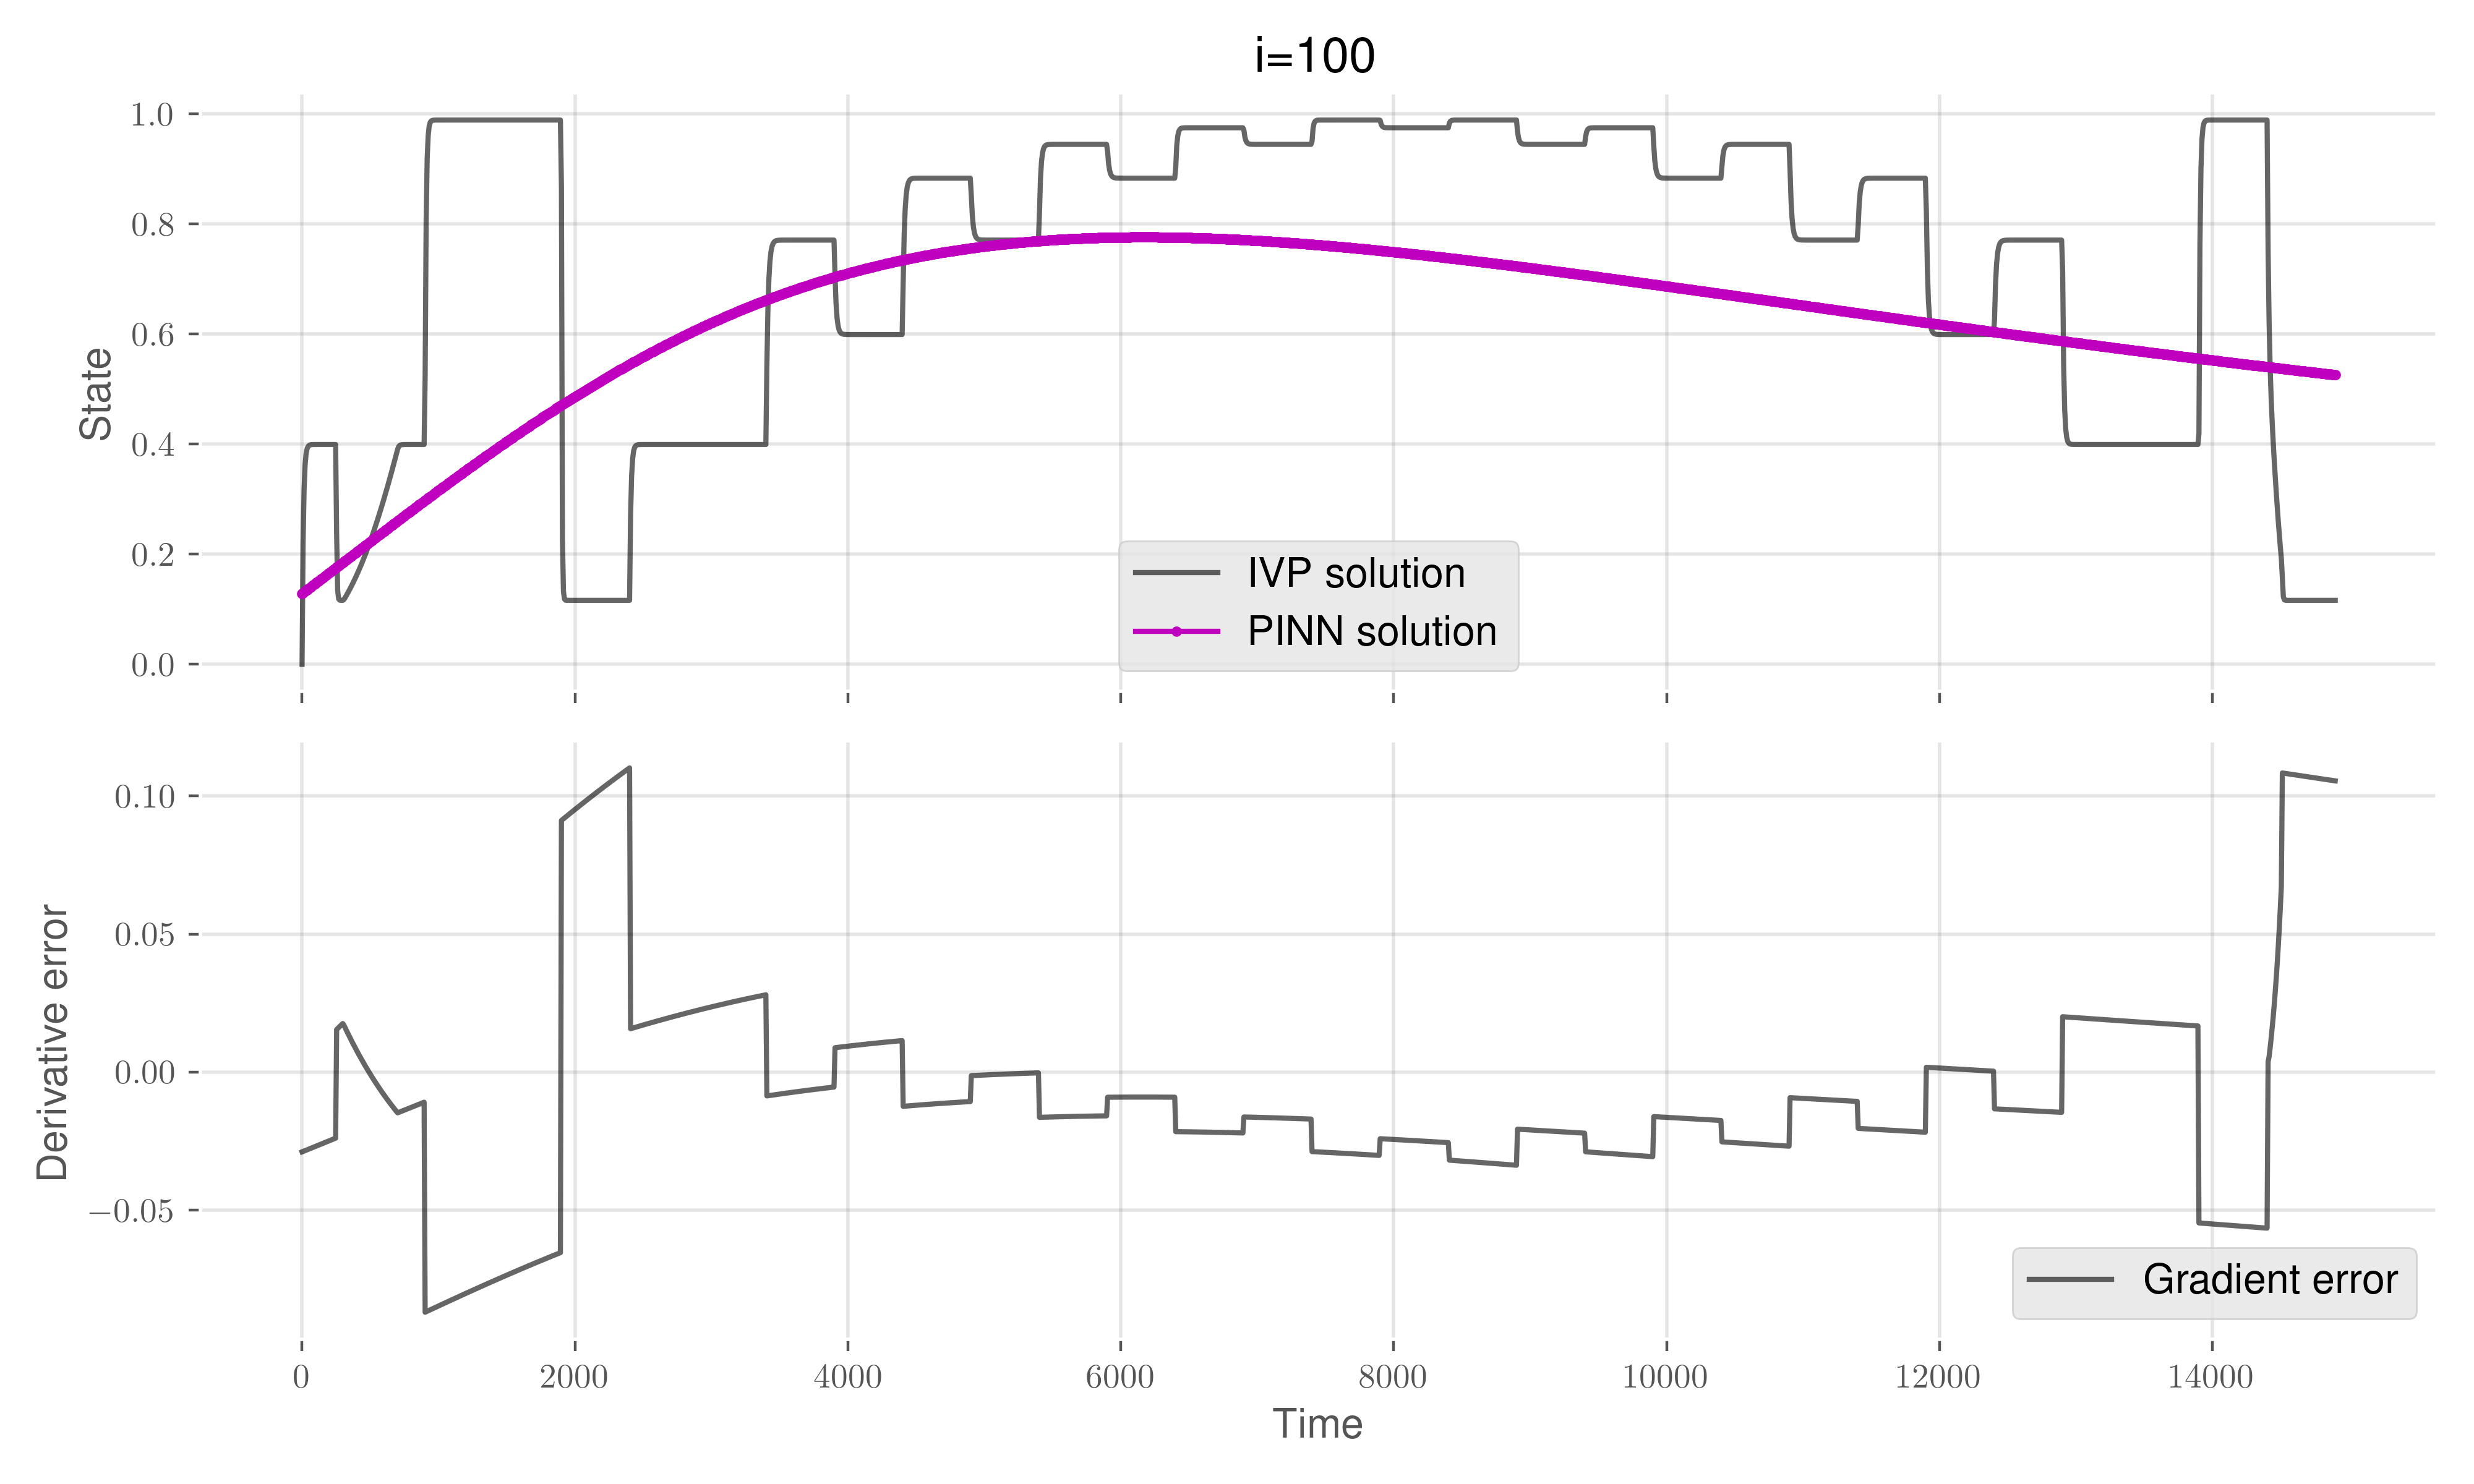 i=100
1.0
0.8
0.6
0.4
0.2
0.0
State
IVP solution
PINN solution
0.10
0.05
0.00
−0.05
Derivative error
Gradient error
0 2000 4000 6000 8000 10000 12000 14000
Time